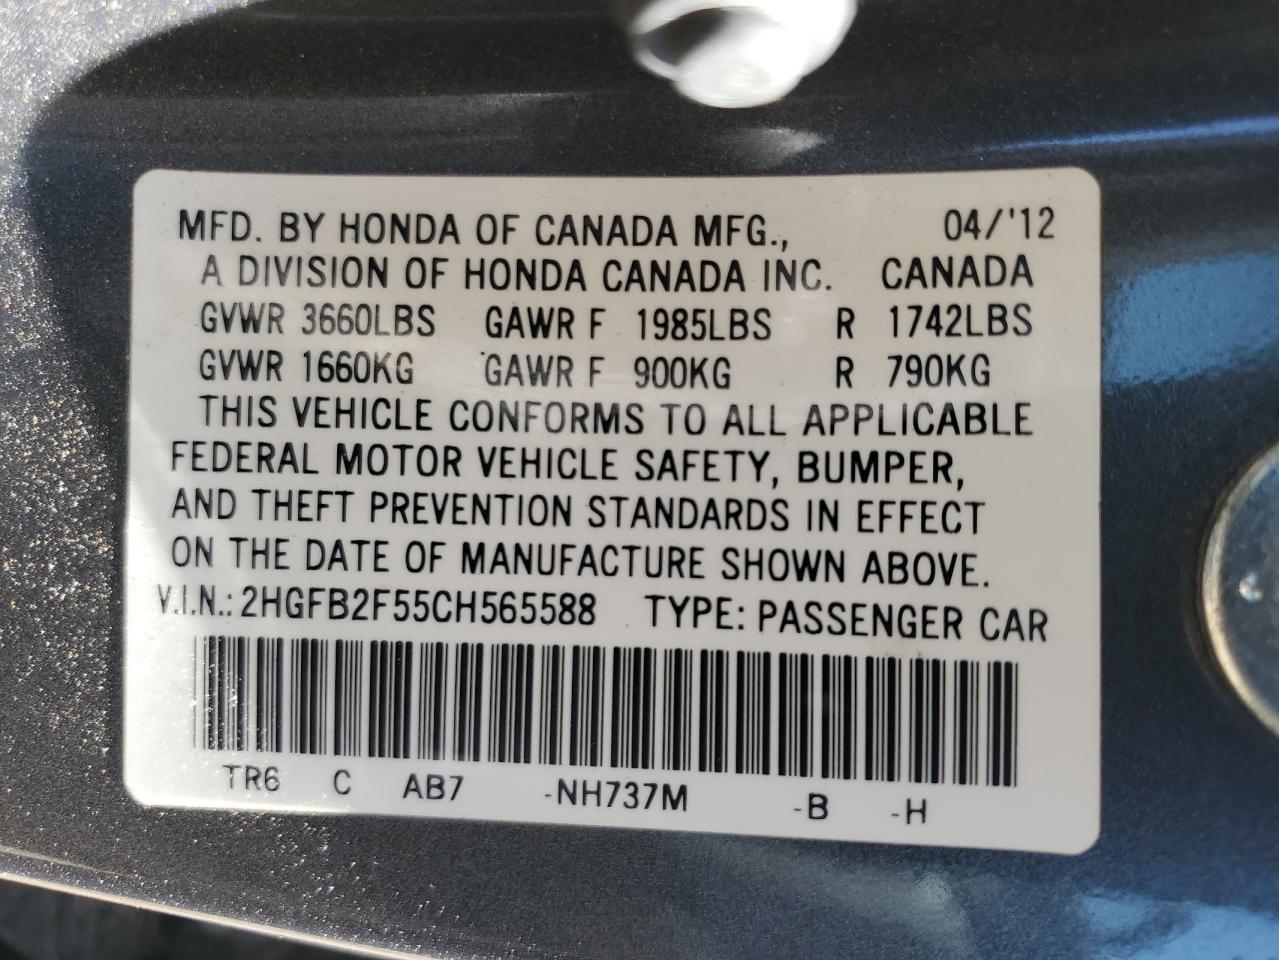 MFD. BY HONDA OF CANADA MFG., 04/'12
A DIVISION OF HONDA CANADA INC. CANADA
GVWR 3660LBS GAWR F 1985LBS R 1742LBS
GVWR 1660KG GAWR F 900KG R 790KG
THIS VEHICLE CONFORMS TO ALL APPLICABLE
FEDERAL MOTOR VEHICLE SAFETY, BUMPER,
AND THEFT PREVENTION STANDARDS IN EFFECT
ON THE DATE OF MANUFACTURE SHOWN ABOVE.
V.I.N.: 2HGFB2F55CH565588 TYPE: PASSENGER CAR
TR6 C AB7 -NH737M -B -H